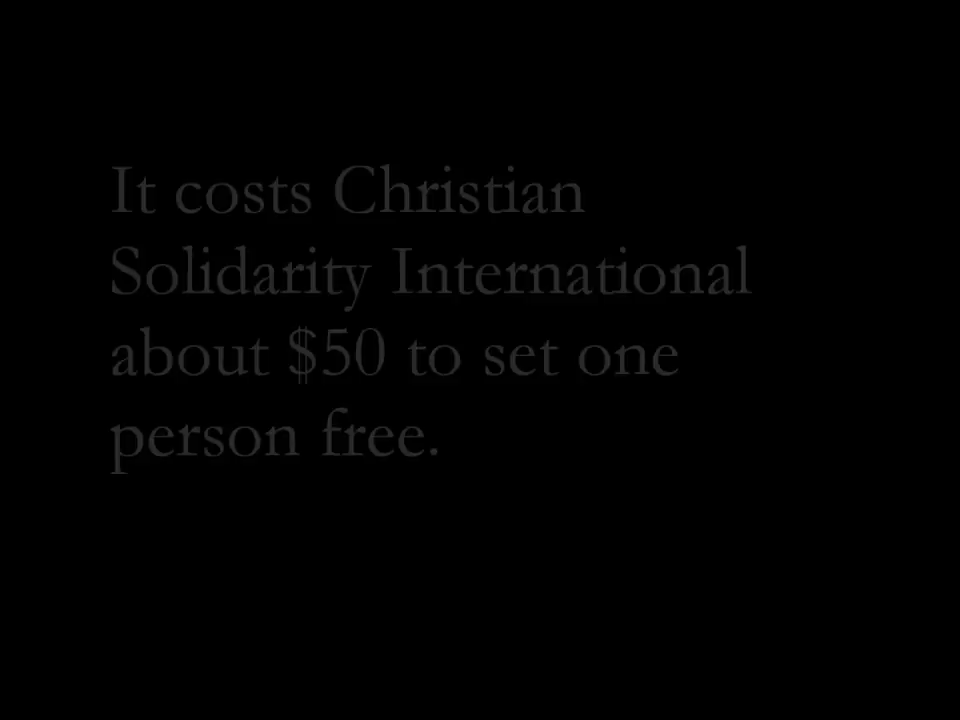 It costs Christian
Solidarity International
about $50 to set one
person free.